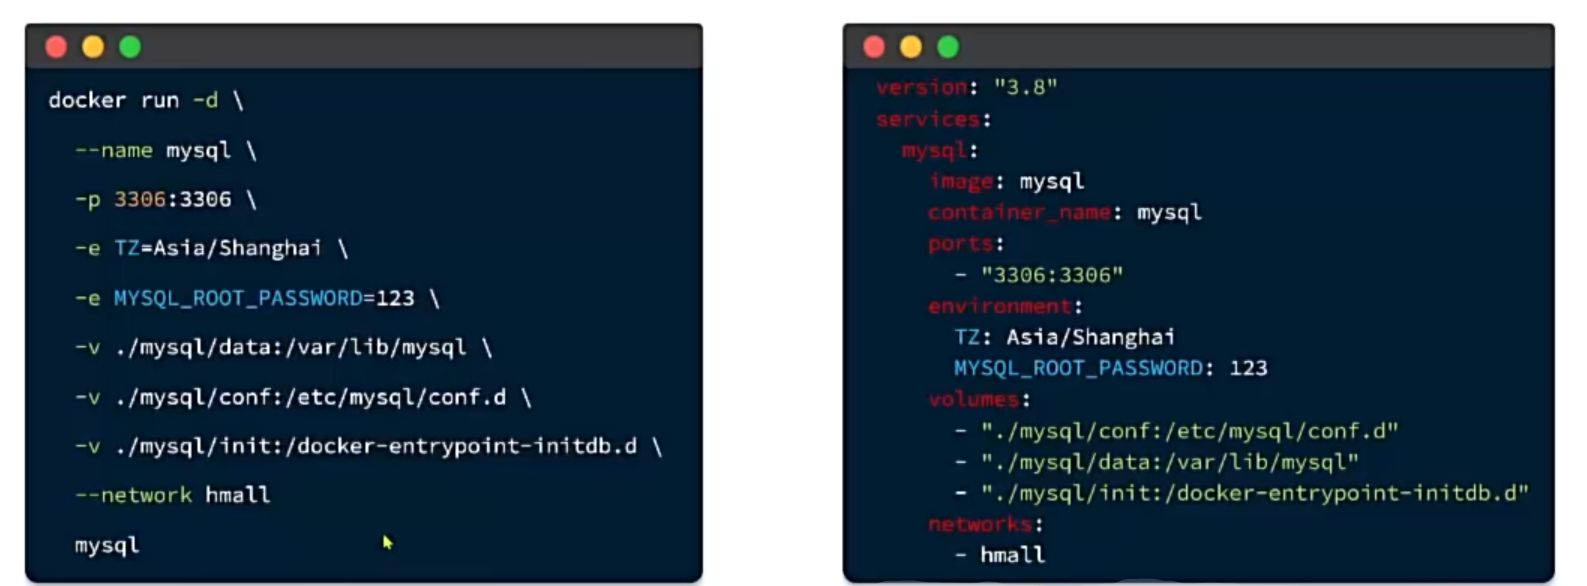 docker run -d \
--name mysql \
-p 3306:3306 \
-e TZ=Asia/Shanghai \
-e MYSQL_ROOT_PASSWORD=123 \
-v ./mysql/data:/var/lib/mysql \
-v ./mysql/conf:/etc/mysql/conf.d \
-v ./mysql/init:/docker-entrypoint-initdb.d \
--network hmall
mysql
version: "3.8"
services:
mysql:
image: mysql
container_name: mysql
ports:
- "3306:3306"
environment:
TZ: Asia/Shanghai
MYSQL_ROOT_PASSWORD: 123
volumes:
- "./mysql/conf:/etc/mysql/conf.d"
- "./mysql/data:/var/lib/mysql"
- "./mysql/init:/docker-entrypoint-initdb.d"
networks:
- hmall